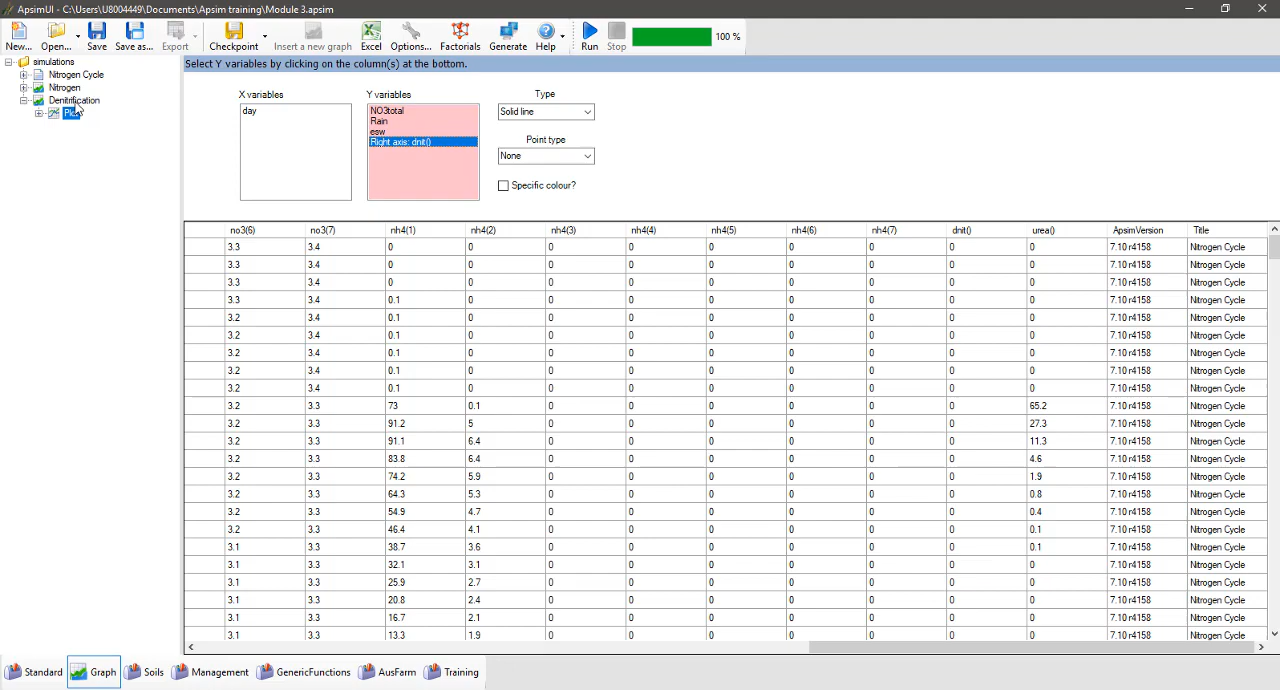 ApsimUI - C:\Users\U8004449\Documents\Apsim training\Module 3.apsim
New... Open... Save Save as... Export Checkpoint Insert a new graph Excel Options... Factorials Generate Help Run Stop 100 %
simulations
Nitrogen Cycle
Nitrogen
Denitrification
Select Y variables by clicking on the column(s) at the bottom.
X variables
day
Y variables
NO3total
Rain
esw
Right axis: dnit()
Type
Solid line
Point type
None
Specific colour?
no3(6) no3(7) nh4(1) nh4(2) nh4(3) nh4(4) nh4(5) nh4(6) nh4(7) dnit() urea() ApsimVersion Title
3.3 3.4 0 0 0 0 0 0 0 0 0 7.10 r4158 Nitrogen Cycle
3.3 3.4 0 0 0 0 0 0 0 0 0 7.10 r4158 Nitrogen Cycle
3.3 3.4 0 0 0 0 0 0 0 0 0 7.10 r4158 Nitrogen Cycle
3.3 3.4 0.1 0 0 0 0 0 0 0 0 7.10 r4158 Nitrogen Cycle
3.2 3.4 0.1 0 0 0 0 0 0 0 0 7.10 r4158 Nitrogen Cycle
3.2 3.4 0.1 0 0 0 0 0 0 0 0 7.10 r4158 Nitrogen Cycle
3.2 3.4 0.1 0 0 0 0 0 0 0 0 7.10 r4158 Nitrogen Cycle
3.2 3.4 0.1 0 0 0 0 0 0 0 0 7.10 r4158 Nitrogen Cycle
3.2 3.4 0.1 0 0 0 0 0 0 0 0 7.10 r4158 Nitrogen Cycle
3.2 3.3 73 0.1 0 0 0 0 0 0 65.2 7.10 r4158 Nitrogen Cycle
3.2 3.3 91.2 5 0 0 0 0 0 0 27.3 7.10 r4158 Nitrogen Cycle
3.2 3.3 91.1 6.4 0 0 0 0 0 0 11.3 7.10 r4158 Nitrogen Cycle
3.2 3.3 83.8 6.4 0 0 0 0 0 0 4.6 7.10 r4158 Nitrogen Cycle
3.2 3.3 74.2 5.9 0 0 0 0 0 0 1.9 7.10 r4158 Nitrogen Cycle
3.2 3.3 64.3 5.3 0 0 0 0 0 0 0.8 7.10 r4158 Nitrogen Cycle
3.2 3.3 54.9 4.7 0 0 0 0 0 0 0.4 7.10 r4158 Nitrogen Cycle
3.2 3.3 46.4 4.1 0 0 0 0 0 0 0.1 7.10 r4158 Nitrogen Cycle
3.1 3.3 38.7 3.6 0 0 0 0 0 0 0.1 7.10 r4158 Nitrogen Cycle
3.1 3.3 32.1 3.1 0 0 0 0 0 0 0 7.10 r4158 Nitrogen Cycle
3.1 3.3 25.9 2.7 0 0 0 0 0 0 0 7.10 r4158 Nitrogen Cycle
3.1 3.3 20.8 2.4 0 0 0 0 0 0 0 7.10 r4158 Nitrogen Cycle
3.1 3.3 16.7 2.1 0 0 0 0 0 0 0 7.10 r4158 Nitrogen Cycle
3.1 3.3 13.3 1.9 0 0 0 0 0 0 0 7.10 r4158 Nitrogen Cycle
Standard Graph Soils Management GenericFunctions AusFarm Training